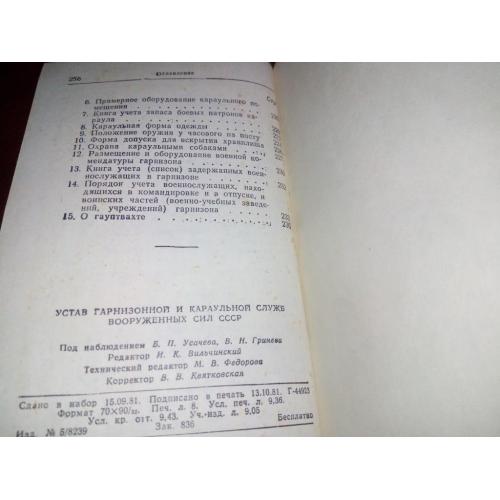 256
Оглавление
Стр.
6. Примерное оборудование караульного по-
мещения
7. Книга учета запаса боевых патронов ка-
раула
8. Караульная форма одежды
9. Положение оружия у часового на посту
10. Форма допуска для вскрытия хранилища
11. Охрана караульными собаками
12. Размещение и оборудование военной ко-
мендатуры гарнизона
13. Книга учета (список) задержанных воен-
нослужащих в гарнизоне
14. Порядок учета военнослужащих, нахо-
дящихся в командировке и в отпуске, и
воинских частей (военно-учебных заведе-
ний, учреждений) гарнизона
15. О гауптвахте
УСТАВ ГАРНИЗОННОЙ И КАРАУЛЬНОЙ СЛУЖБ
ВООРУЖЕННЫХ СИЛ СССР
Под наблюдением Б. П. Усачева, В. Н. Гринева
Редактор И. К. Вильчинский
Технический редактор М. В. Федорова
Корректор В. В. Квятковская
Сдано в набор 15.09.81. Подписано в печать 13.10.81. Г-44923
Формат 70×90/32. Печ. л. 8. Усл. печ. л. 9,36.
Усл. кр. отт. 9,43. Уч.-изд. л. 9,05
Бесплатно
Изд. № 5/8239
Зак. 836